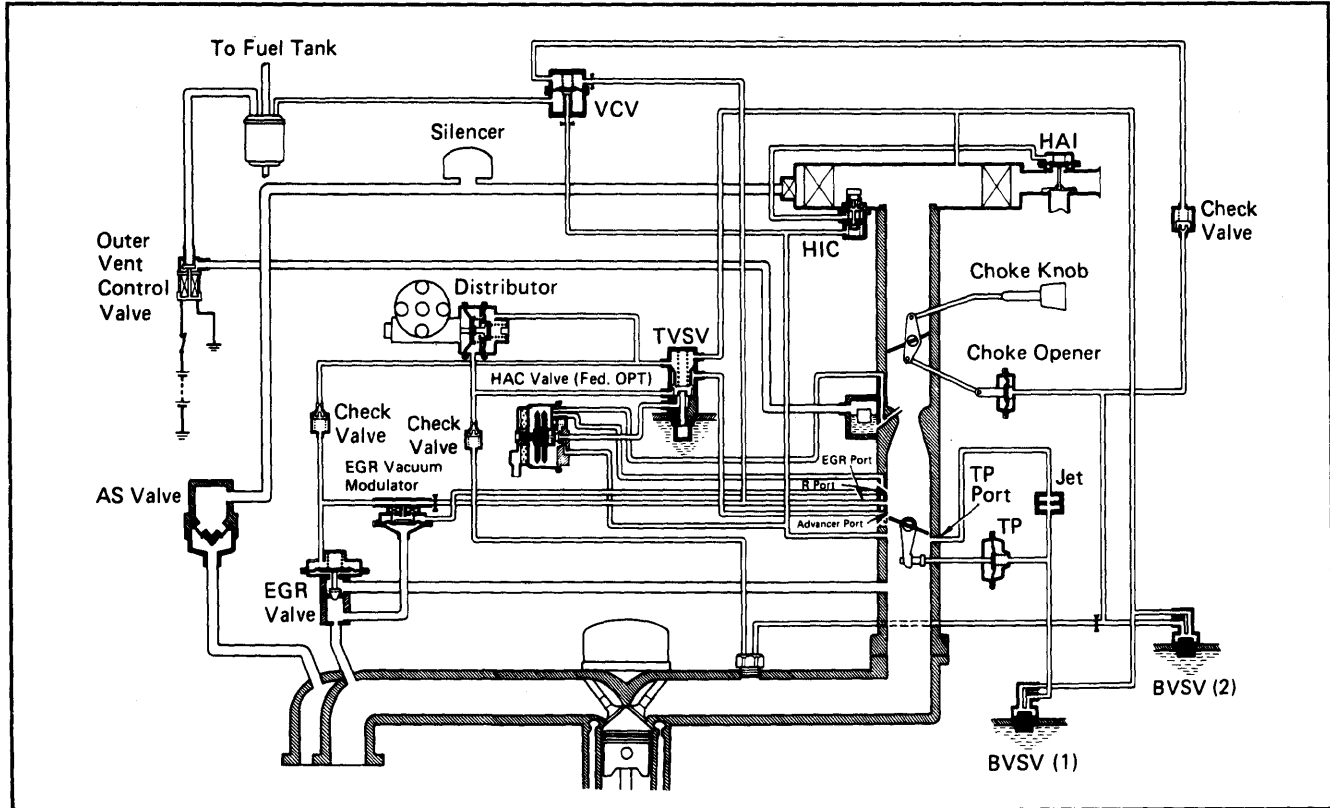 To Fuel Tank
VCV
Silencer
HAI
Check
Valve
HIC
Outer
Vent
Control
Valve
Choke Knob
Distributor
TVSV
Choke Opener
HAC Valve (Fed. OPT)
Check
Valve
Check
Valve
EGR Vacuum
Modulator
EGR Port
R Port
Advancer Port
TP
Port
Jet
TP
AS Valve
EGR
Valve
BVSV (2)
BVSV (1)